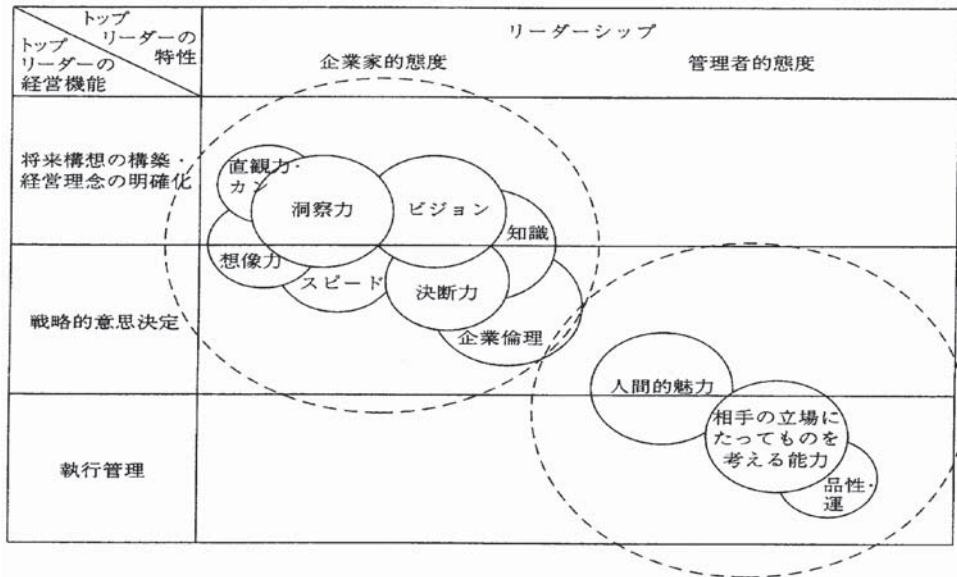 トップ
リーダーの
特性
トップ
リーダーの
経営機能
リーダーシップ
企業家的態度
管理者的態度
将来構想の構築・
経営理念の明確化
直観力・
カン
洞察力
ビジョン
知識
想像力
スピード
決断力
企業倫理
戦略的意思決定
人間的魅力
相手の立場に
たってものを
考える能力
品性・
運
執行管理